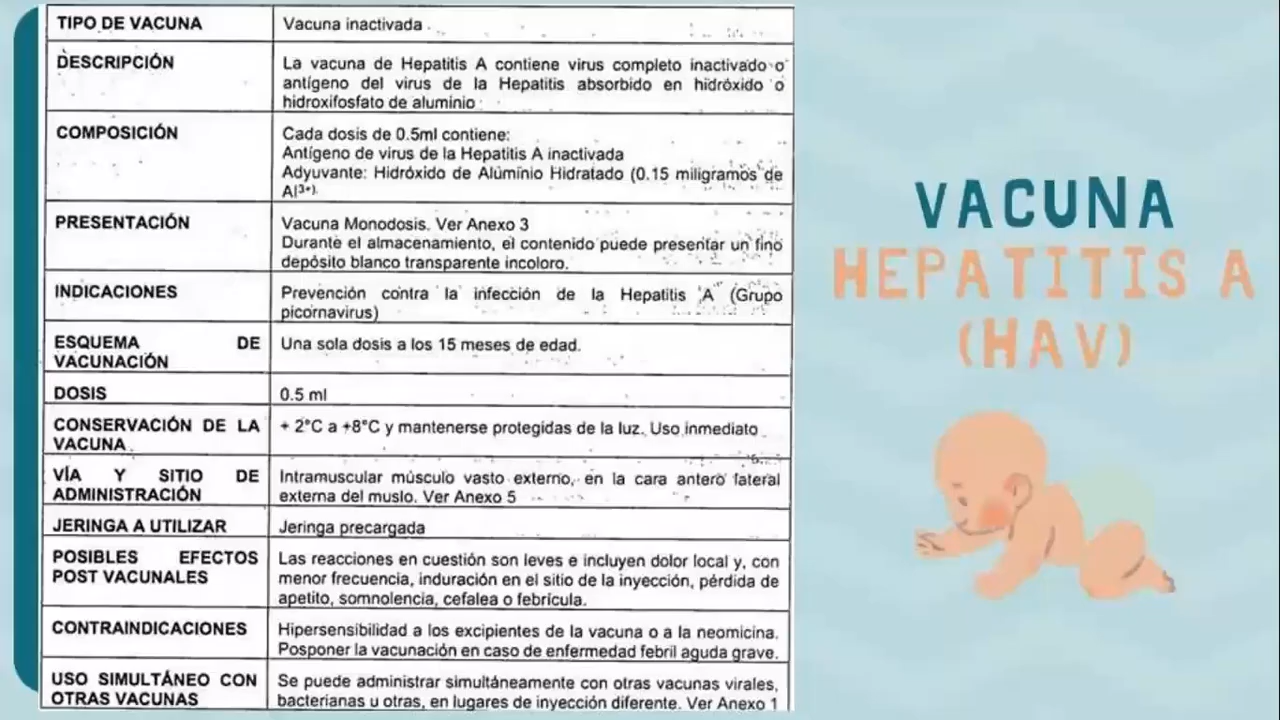 TIPO DE VACUNA
Vacuna inactivada
DESCRIPCIÓN
La vacuna de Hepatitis A contiene virus completo inactivado o
antígeno del virus de la Hepatitis absorbido en hidróxido o
hidroxifosfato de aluminio
COMPOSICIÓN
Cada dosis de 0.5ml contiene:
Antígeno de virus de la Hepatitis A inactivada
Adyuvante: Hidróxido de Aluminio Hidratado (0.15 miligramos de
Al³⁺)
PRESENTACIÓN
Vacuna Monodosis. Ver Anexo 3
Durante el almacenamiento, el contenido puede presentar un fino
depósito blanco transparente incoloro.
INDICACIONES
Prevención contra la infección de la Hepatitis A (Grupo
picornavirus)
ESQUEMA DE
VACUNACIÓN
Una sola dosis a los 15 meses de edad.
DOSIS
0.5 ml
CONSERVACIÓN DE LA
VACUNA
+ 2°C a +8°C y mantenerse protegidas de la luz. Uso inmediato
VÍA Y SITIO DE
ADMINISTRACIÓN
Intramuscular músculo vasto externo, en la cara antero lateral
externa del muslo. Ver Anexo 5
JERINGA A UTILIZAR
Jeringa precargada
POSIBLES EFECTOS
POST VACUNALES
Las reacciones en cuestión son leves e incluyen dolor local y, con
menor frecuencia, induración en el sitio de la inyección, pérdida de
apetito, somnolencia, cefalea o febrícula.
CONTRAINDICACIONES
Hipersensibilidad a los excipientes de la vacuna o a la neomicina.
Posponer la vacunación en caso de enfermedad febril aguda grave.
USO SIMULTÁNEO CON
OTRAS VACUNAS
Se puede administrar simultáneamente con otras vacunas virales,
bacterianas u otras, en lugares de inyección diferente. Ver Anexo 1
VACUNA
HEPATITIS A
(HAV)